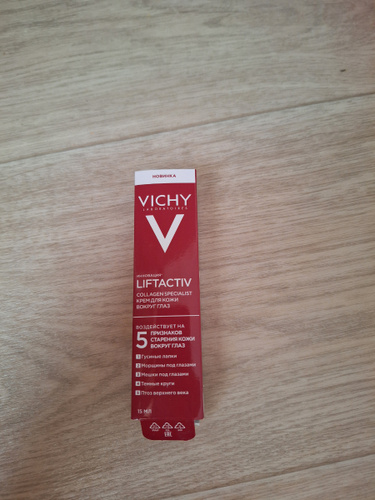 НОВИНКА
VICHY
LABORATOIRES
V
ИННОВАЦИЯ
LIFTACTIV
COLLAGEN SPECIALIST
КРЕМ ДЛЯ КОЖИ
ВОКРУГ ГЛАЗ
ВОЗДЕЙСТВУЕТ НА
5 ПРИЗНАКОВ
СТАРЕНИЯ КОЖИ
ВОКРУГ ГЛАЗ
1 Гусиные лапки
2 Морщины под глазами
3 Мешки под глазами
4 Темные круги
5 Птоз верхнего века
15 МЛ
EAC